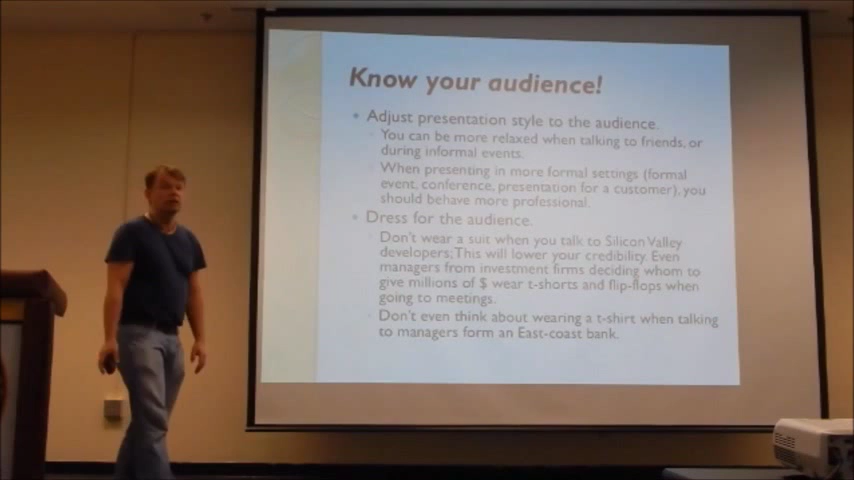 Know your audience!
Adjust presentation style to the audience.
You can be more relaxed when talking to friends, or
during informal events.
When presenting in more formal settings (formal
event, conference, presentation for a customer), you
should behave more professional.
Dress for the audience.
Don't wear a suit when you talk to Silicon Valley
developers; This will lower your credibility. Even
managers from investment firms deciding whom to
give millions of $ wear t-shorts and flip-flops when
going to meetings.
Don't even think about wearing a t-shirt when talking
to managers form an East-coast bank.